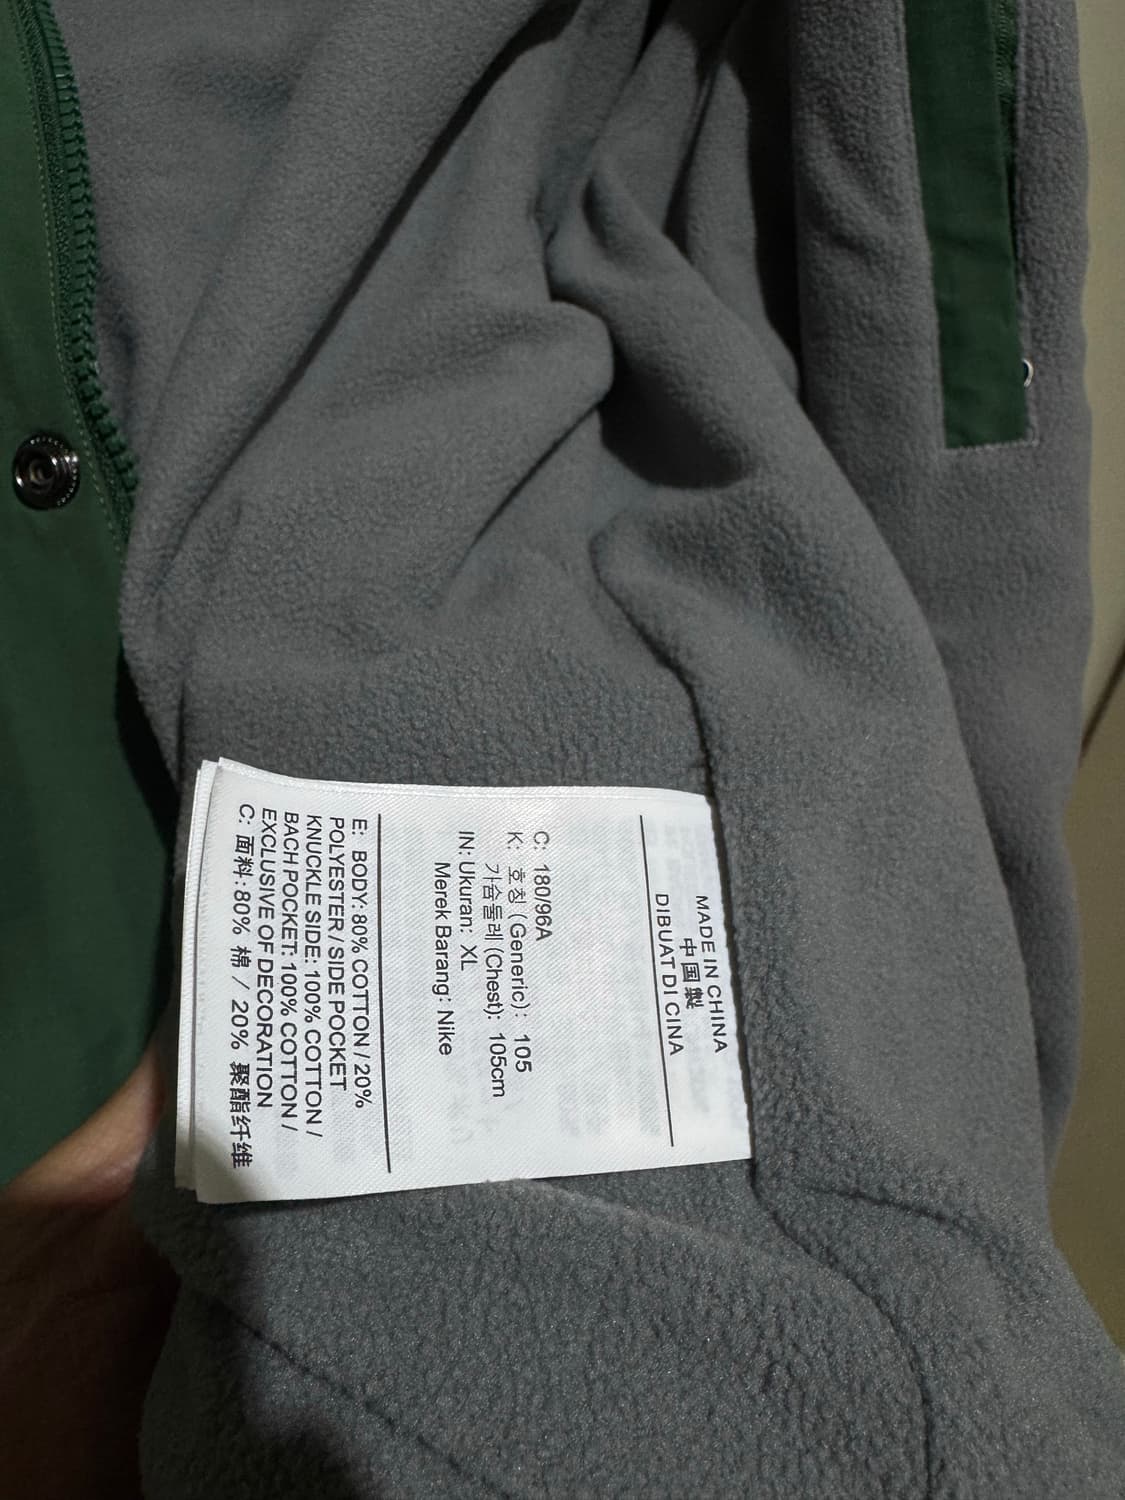 MADE IN CHINA
中国製
DIBUAT DI CINA
C: 180/96A
K: 호칭 (Generic): 105
가슴둘레 (Chest): 105cm
IN: Ukuran: XL
Merek Barang: Nike
E: BODY: 80% COTTON / 20%
POLYESTER / SIDE POCKET
KNUCKLE SIDE: 100% COTTON /
BACH POCKET: 100% COTTON /
EXCLUSIVE OF DECORATION
C: 面料: 80% 棉 / 20% 聚酯纤维